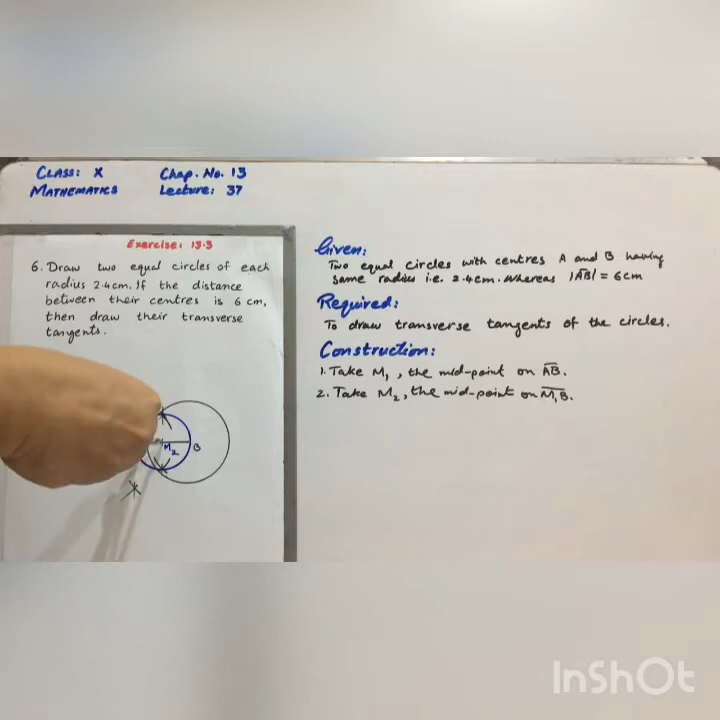 CLASS: X
MATHEMATICS
Chap. No. 13
Lecture: 37
Exercise: 13.3
6. Draw two equal circles of each
radius 2.4cm. If the distance
between their centres is 6 cm,
then draw their transverse
tangents.
M2
B
Given:
Two equal circles with centres A and B having
same radius i.e. 2.4cm. Whereas |AB| = 6cm
Required:
To draw transverse tangents of the circles.
Construction:
1. Take M1, the mid-point on AB.
2. Take M2, the mid-point on M1B.
InShOt